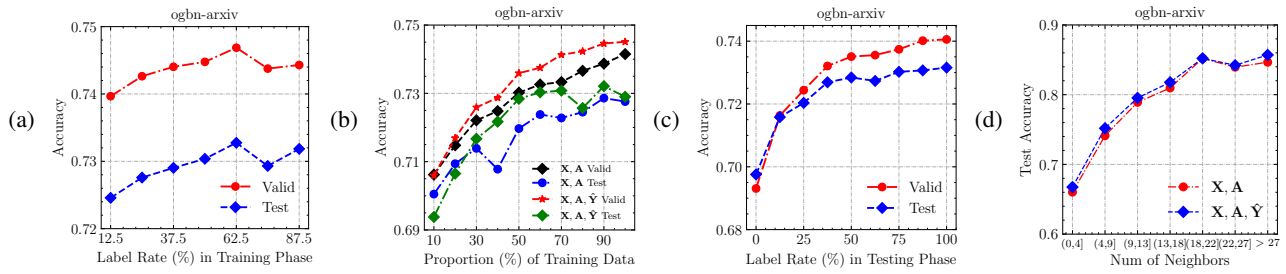 (a)
ogbn-arxiv
Accuracy
0.75
0.74
0.73
0.72
12.5 37.5 62.5 87.5
Label Rate (%) in Training Phase
Valid
Test
(b)
ogbn-arxiv
Accuracy
0.75
0.73
0.71
0.69
10 30 50 70 90
Proportion (%) of Training Data
X, A Valid
X, A Test
X, A, Ŷ Valid
X, A, Ŷ Test
(c)
ogbn-arxiv
Accuracy
0.74
0.72
0.70
0.68
0 25 50 75 100
Label Rate (%) in Testing Phase
Valid
Test
(d)
ogbn-arxiv
Test Accuracy
0.9
0.8
0.7
0.6
(0,4] (4,9] (9,13] (13,18] (18,22] (22,27] > 27
Num of Neighbors
X, A
X, A, Ŷ